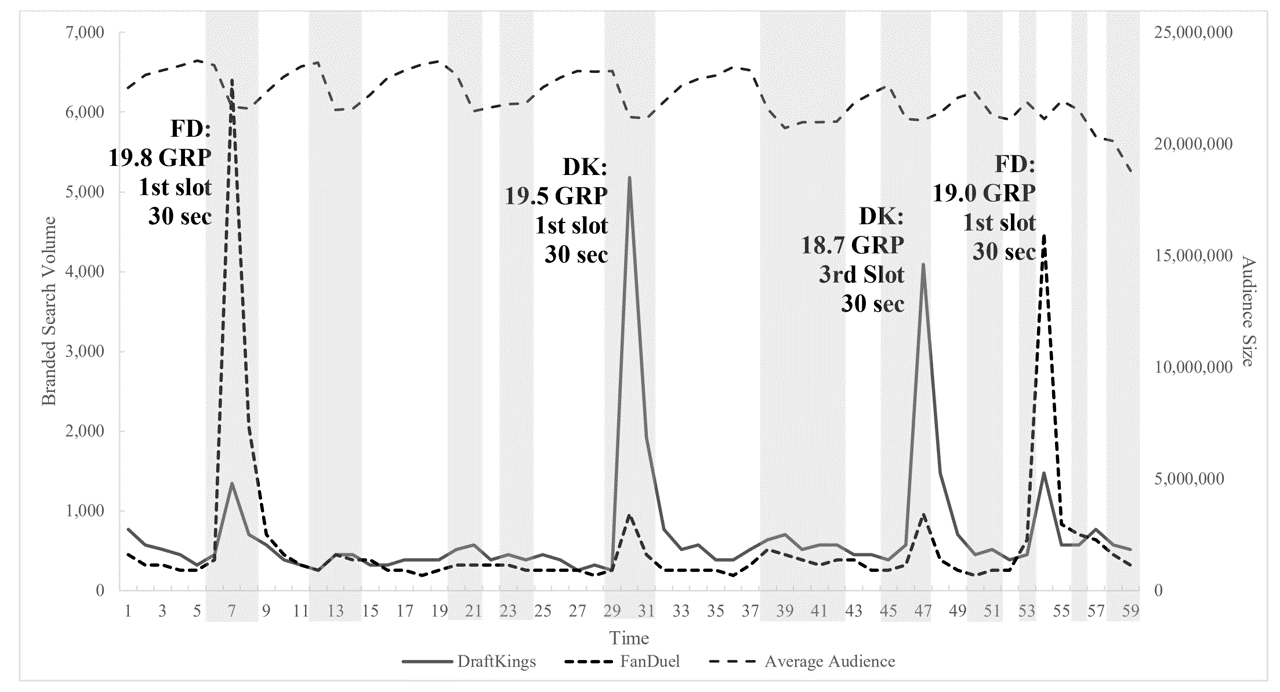 7,000
6,000
5,000
4,000
3,000
2,000
1,000
0
Branded Search Volume
25,000,000
20,000,000
15,000,000
10,000,000
5,000,000
0
Audience Size
FD:
19.8 GRP
1st slot
30 sec
DK:
19.5 GRP
1st slot
30 sec
DK:
18.7 GRP
3rd Slot
30 sec
FD:
19.0 GRP
1st slot
30 sec
1 3 5 7 9 11 13 15 17 19 21 23 25 27 29 31 33 35 37 39 41 43 45 47 49 51 53 55 57 59
Time
DraftKings FanDuel Average Audience